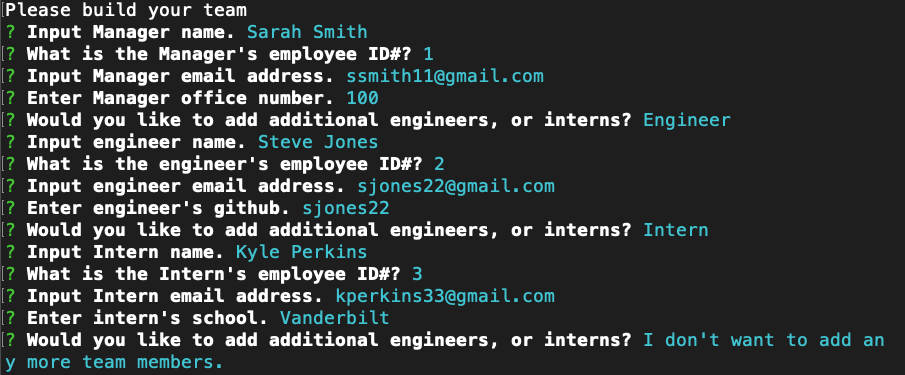 Please build your team
? Input Manager name. Sarah Smith
? What is the Manager's employee ID#? 1
? Input Manager email address. ssmith11@gmail.com
? Enter Manager office number. 100
? Would you like to add additional engineers, or interns? Engineer
? Input engineer name. Steve Jones
? What is the engineer's employee ID#? 2
? Input engineer email address. sjones22@gmail.com
? Enter engineer's github. sjones22
? Would you like to add additional engineers, or interns? Intern
? Input Intern name. Kyle Perkins
? What is the Intern's employee ID#? 3
? Input Intern email address. kperkins33@gmail.com
? Enter intern's school. Vanderbilt
? Would you like to add additional engineers, or interns? I don't want to add an
y more team members.